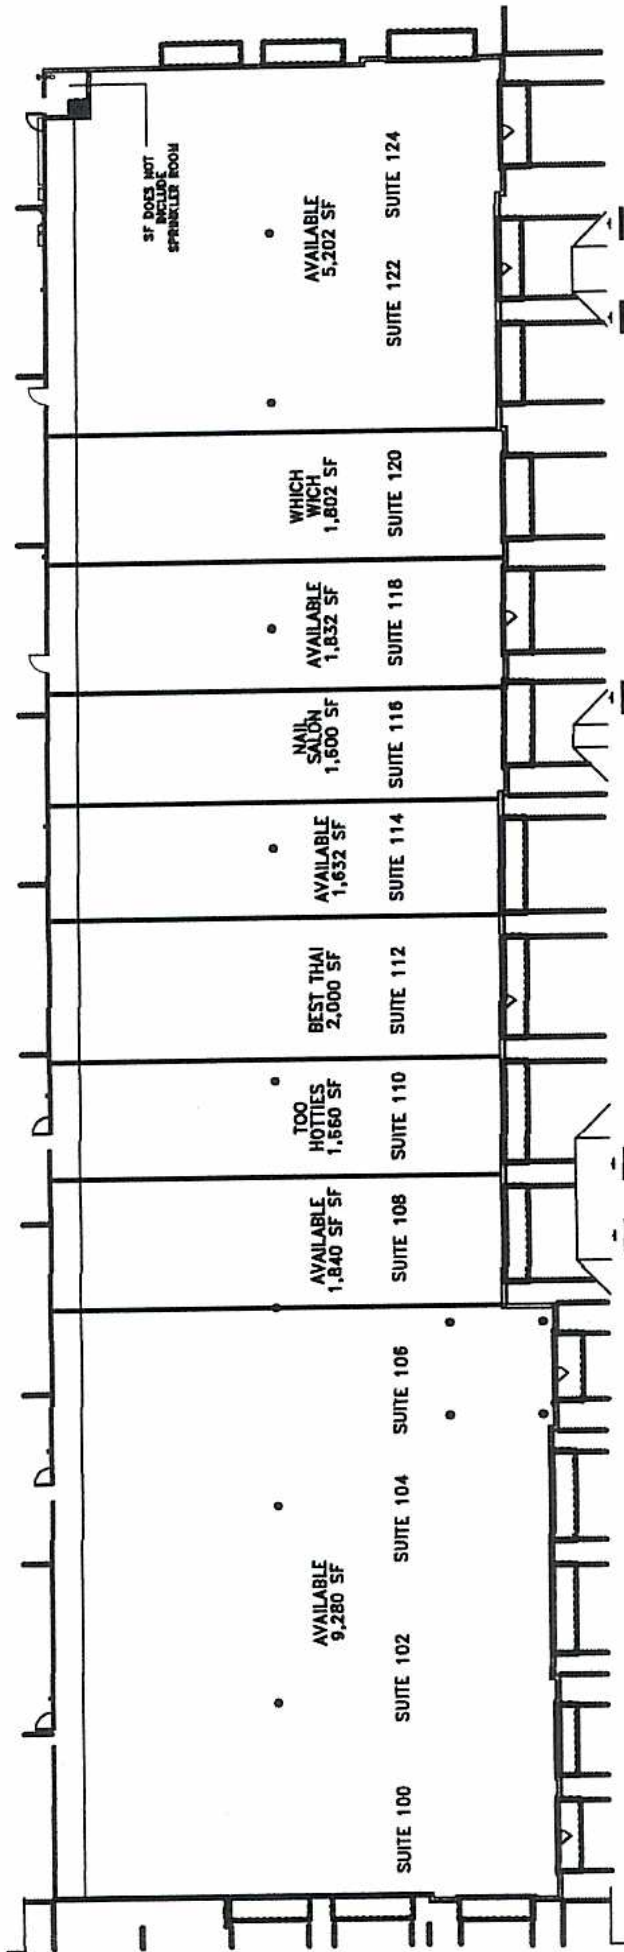 SUITE 100
SUITE 102
AVAILABLE
9,280 SF
SUITE 104
SUITE 106
AVAILABLE
1,840 SF SF
SUITE 108
TOO
HOTTIES
1,660 SF
SUITE 110
BEST THAI
2,000 SF
SUITE 112
AVAILABLE
1,632 SF
SUITE 114
NAIL
SALON
1,600 SF
SUITE 116
AVAILABLE
1,832 SF
SUITE 118
WHICH
WICH
1,802 SF
SUITE 120
AVAILABLE
5,202 SF
SUITE 122
SUITE 124
SF DOES NOT
INCLUDE
SPRINKLER ROOM